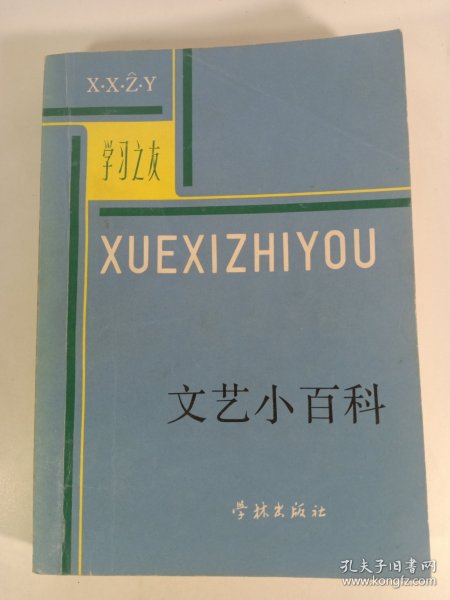 X·X·Ẑ·Y
学习之友
XUEXIZHIYOU
文艺小百科
学林出版社
孔夫子旧书网
www.kongfz.com